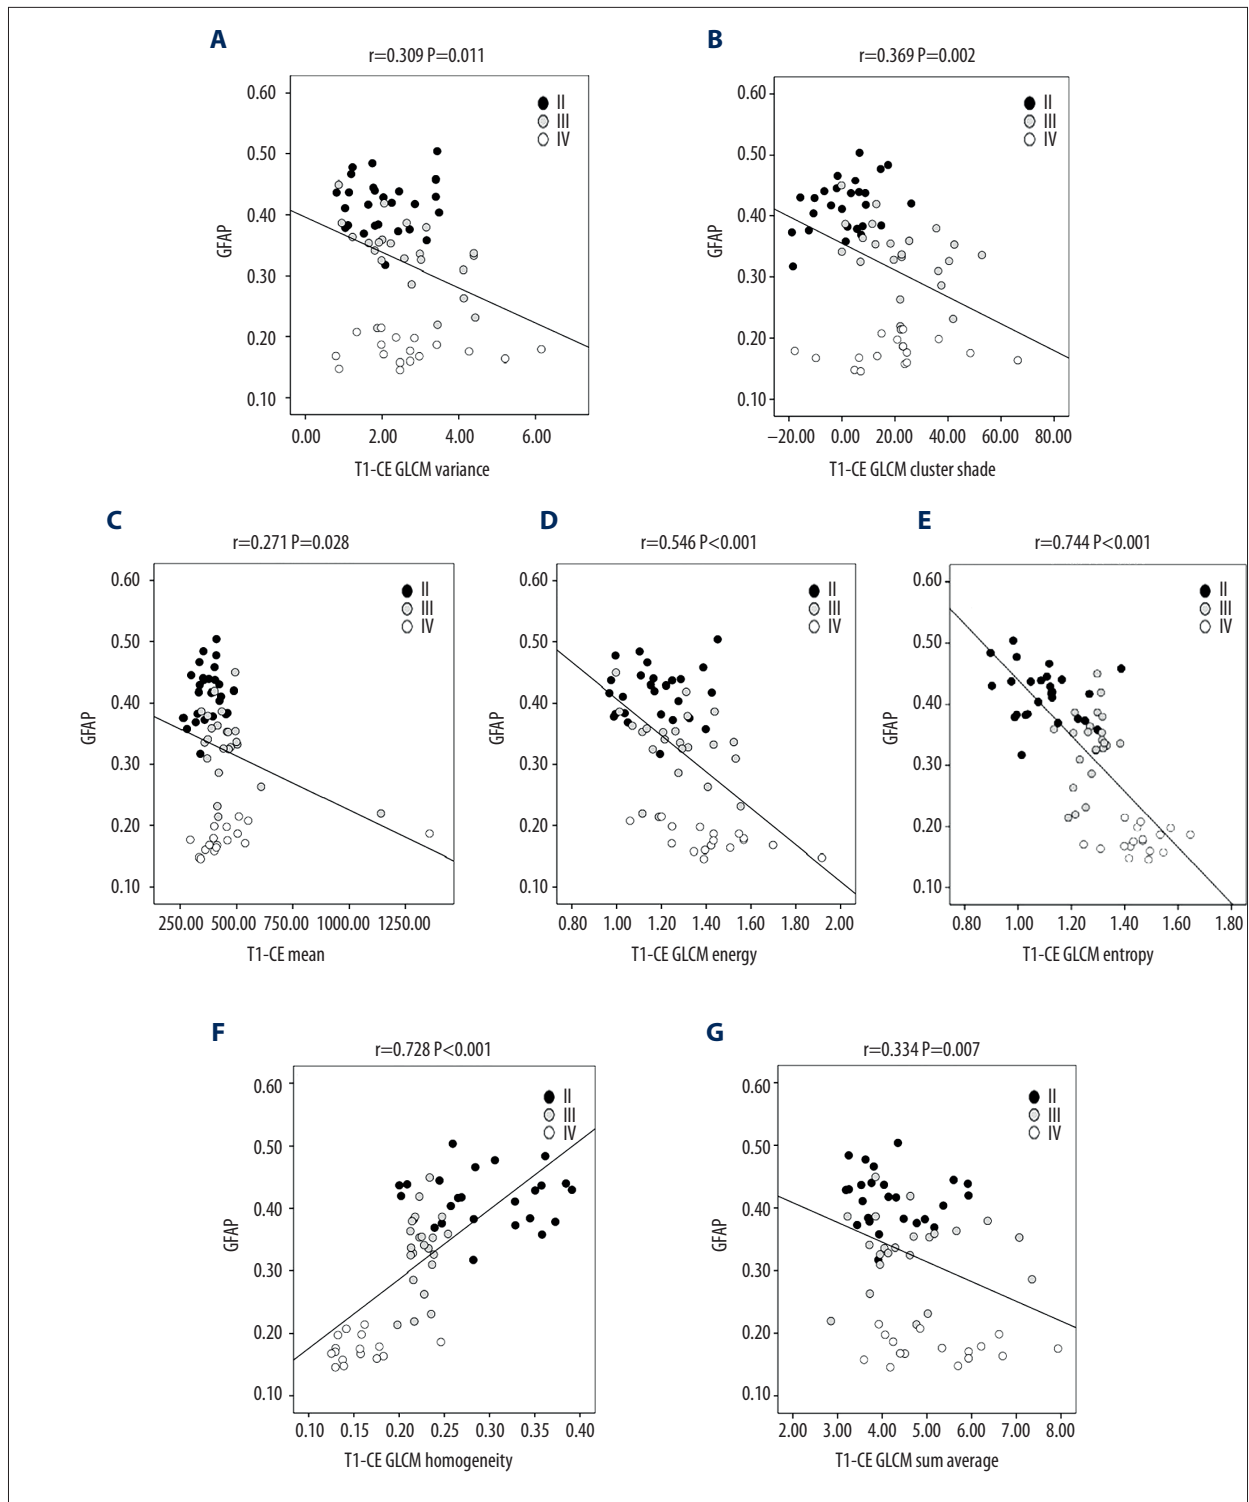 A
B
r=0.309 P=0.011
r=0.369 P=0.002
0.60
0.50
0.40
0.30
0.20
0.10
GFAP
II
III
IV
0.00 2.00 4.00 6.00
T1-CE GLCM variance
0.60
0.50
0.40
0.30
0.20
0.10
GFAP
II
III
IV
−20.00 0.00 20.00 40.00 60.00 80.00
T1-CE GLCM cluster shade
C
D
E
r=0.271 P=0.028
r=0.546 P<0.001
r=0.744 P<0.001
0.60
0.50
0.40
0.30
0.20
0.10
GFAP
II
III
IV
250.00 500.00 750.00 1000.00 1250.00
T1-CE mean
0.60
0.50
0.40
0.30
0.20
0.10
GFAP
II
III
IV
0.80 1.00 1.20 1.40 1.60 1.80 2.00
T1-CE GLCM energy
0.60
0.50
0.40
0.30
0.20
0.10
GFAP
II
III
IV
0.80 1.00 1.20 1.40 1.60 1.80
T1-CE GLCM entropy
F
G
r=0.728 P<0.001
r=0.334 P=0.007
0.60
0.50
0.40
0.30
0.20
0.10
GFAP
II
III
IV
0.10 0.15 0.20 0.25 0.30 0.35 0.40
T1-CE GLCM homogeneity
0.60
0.50
0.40
0.30
0.20
0.10
GFAP
II
III
IV
2.00 3.00 4.00 5.00 6.00 7.00 8.00
T1-CE GLCM sum average